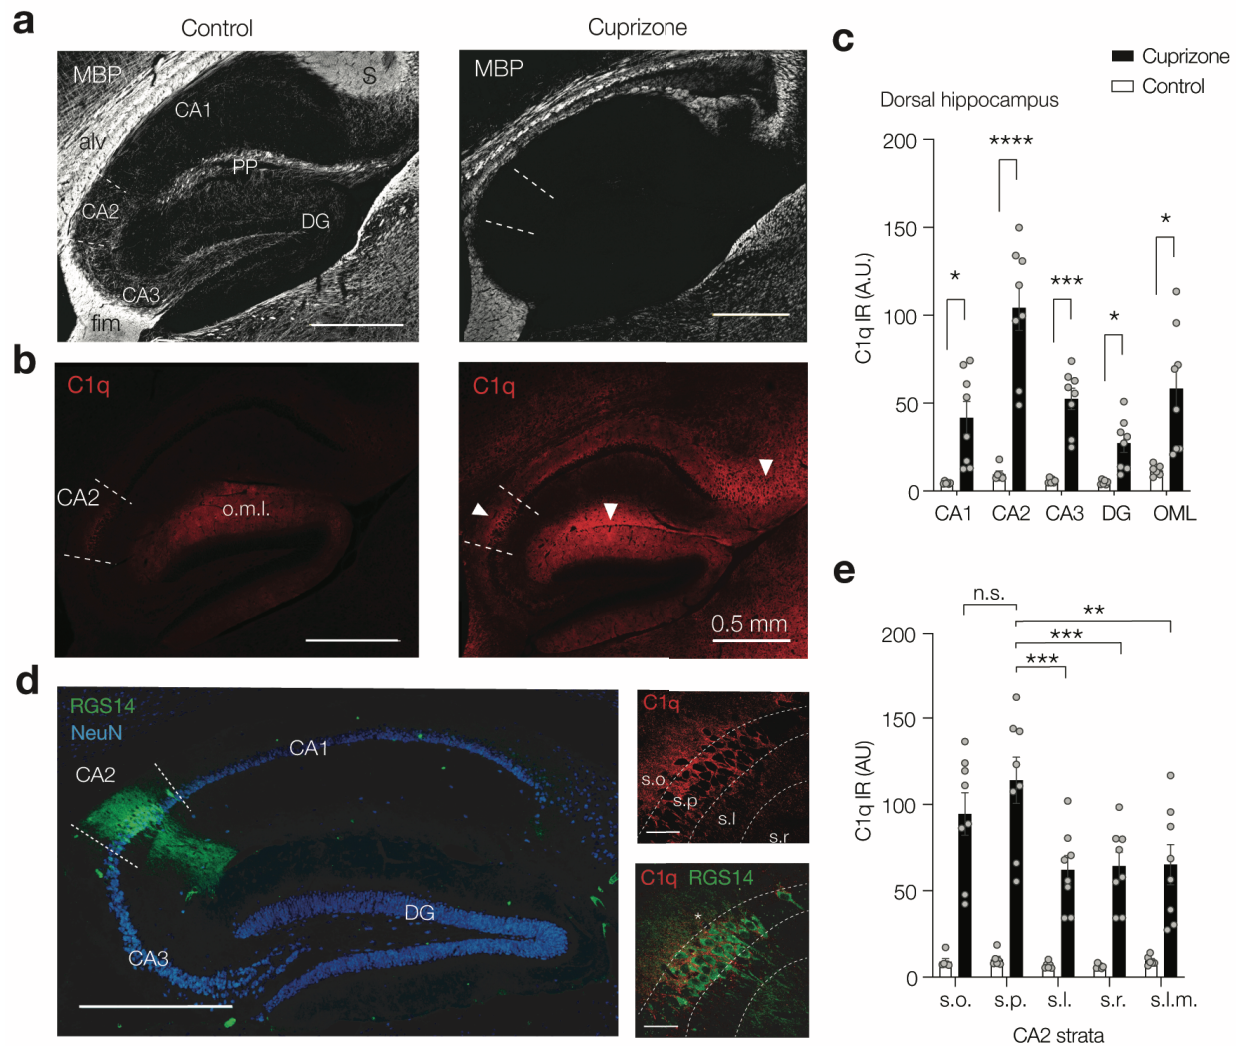 a
Control
Cuprizone
MBP
S
CA1
alv
PP
CA2
DG
CA3
fim
MBP
b
C1q
CA2
o.m.l.
C1q
0.5 mm
c
Cuprizone
Control
Dorsal hippocampus
C1q IR (A.U.)
200
150
100
50
0
*
****
***
*
*
CA1 CA2 CA3 DG OML
d
RGS14
NeuN
CA1
CA2
DG
CA3
C1q
s.o
s.p
s.l
s.r
C1q RGS14
*
e
C1q IR (AU)
200
150
100
50
0
n.s.
**
***
***
s.o. s.p. s.l. s.r. s.l.m.
CA2 strata